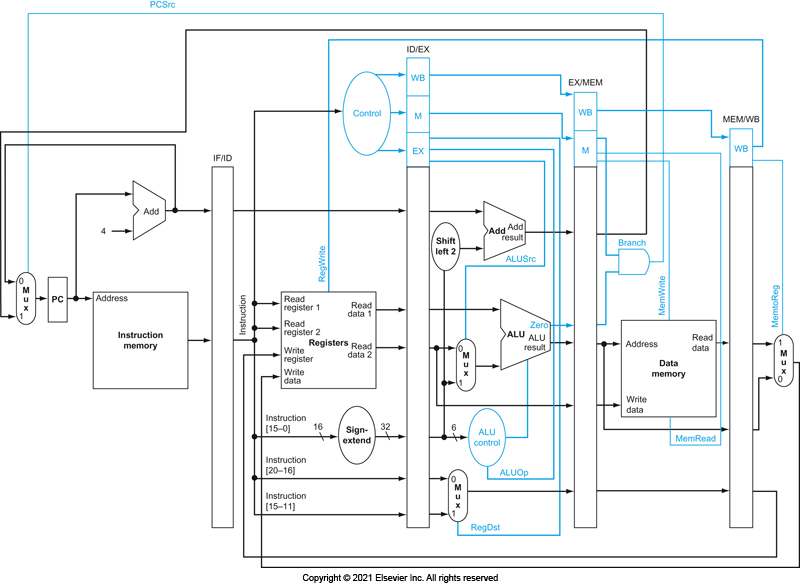 PCSrc
ID/EX
WB
EX/MEM
Control
M
WB
MEM/WB
EX
M
WB
IF/ID
Add
4
Add
Add
result
Shift
left 2
Branch
ALUSrc
RegWrite
MemWrite
MemtoReg
0
M
u
x
1
PC
Address
Instruction
memory
Instruction
Read
register 1
Read
data 1
Read
register 2
Registers
Write
register
Read
data 2
Write
data
0
M
u
x
1
Zero
ALU
ALU
result
Address
Read
data
Data
memory
Write
data
1
M
u
x
0
MemRead
Instruction
[15–0]
16
Sign-
extend
32
6
ALU
control
ALUOp
Instruction
[20–16]
Instruction
[15–11]
0
M
u
x
1
RegDst
Copyright © 2021 Elsevier Inc. All rights reserved